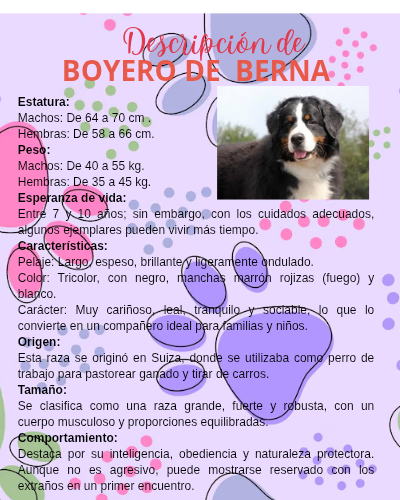 Descripción de
BOYERO DE BERNA
Estatura:
Machos: De 64 a 70 cm .
Hembras: De 58 a 66 cm.
Peso:
Machos: De 40 a 55 kg.
Hembras: De 35 a 45 kg.
Esperanza de vida:
Entre 7 y 10 años; sin embargo, con los cuidados adecuados,
algunos ejemplares pueden vivir más tiempo.
Características:
Pelaje: Largo, espeso, brillante y ligeramente ondulado.
Color: Tricolor, con negro, manchas marrón rojizas (fuego) y
blanco.
Carácter: Muy cariñoso, leal, tranquilo y sociable, lo que lo
convierte en un compañero ideal para familias y niños.
Origen:
Esta raza se originó en Suiza, donde se utilizaba como perro de
trabajo para pastorear ganado y tirar de carros.
Tamaño:
Se clasifica como una raza grande, fuerte y robusta, con un
cuerpo musculoso y proporciones equilibradas.
Comportamiento:
Destaca por su inteligencia, obediencia y naturaleza protectora.
Aunque no es agresivo, puede mostrarse reservado con los
extraños en un primer encuentro.